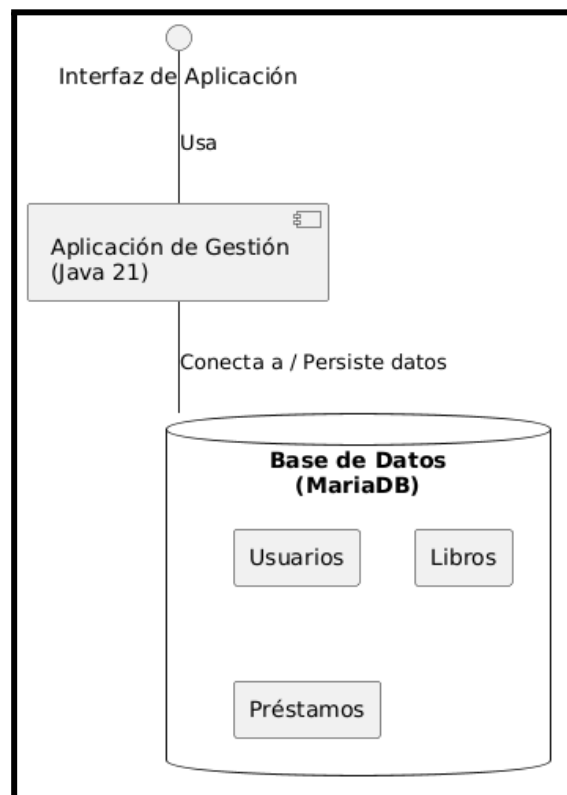 Interfaz de Aplicación
Usa
Aplicación de Gestión
(Java 21)
Conecta a / Persiste datos
Base de Datos
(MariaDB)
Usuarios
Libros
Préstamos